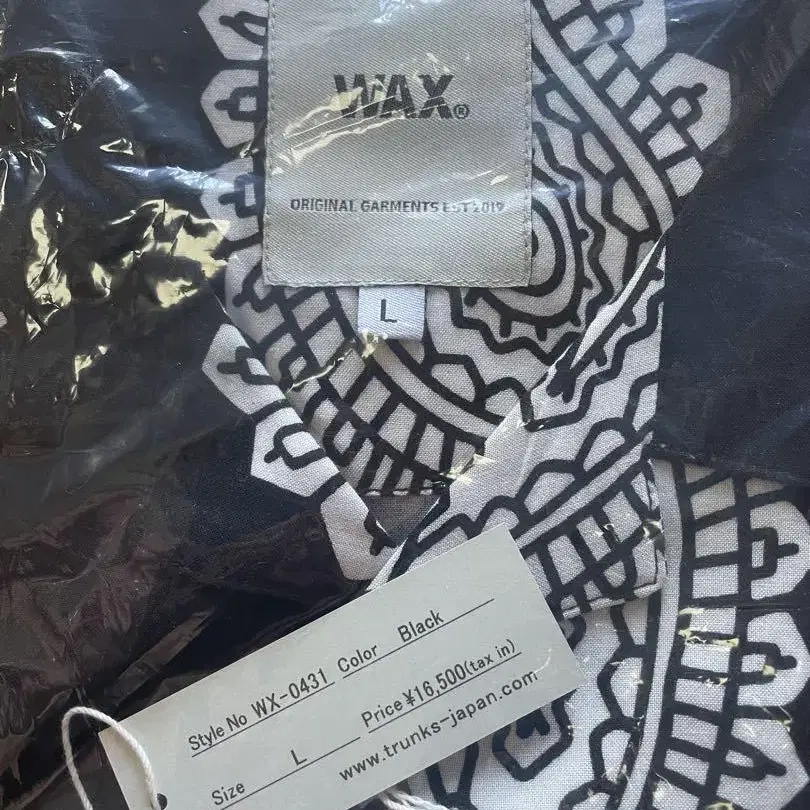 WAX®
ORIGINAL GARMENTS EST 2019
L
Style No WX-0431 Color Black
Size L Price ¥16,500(tax in)
www.trunks-japan.com